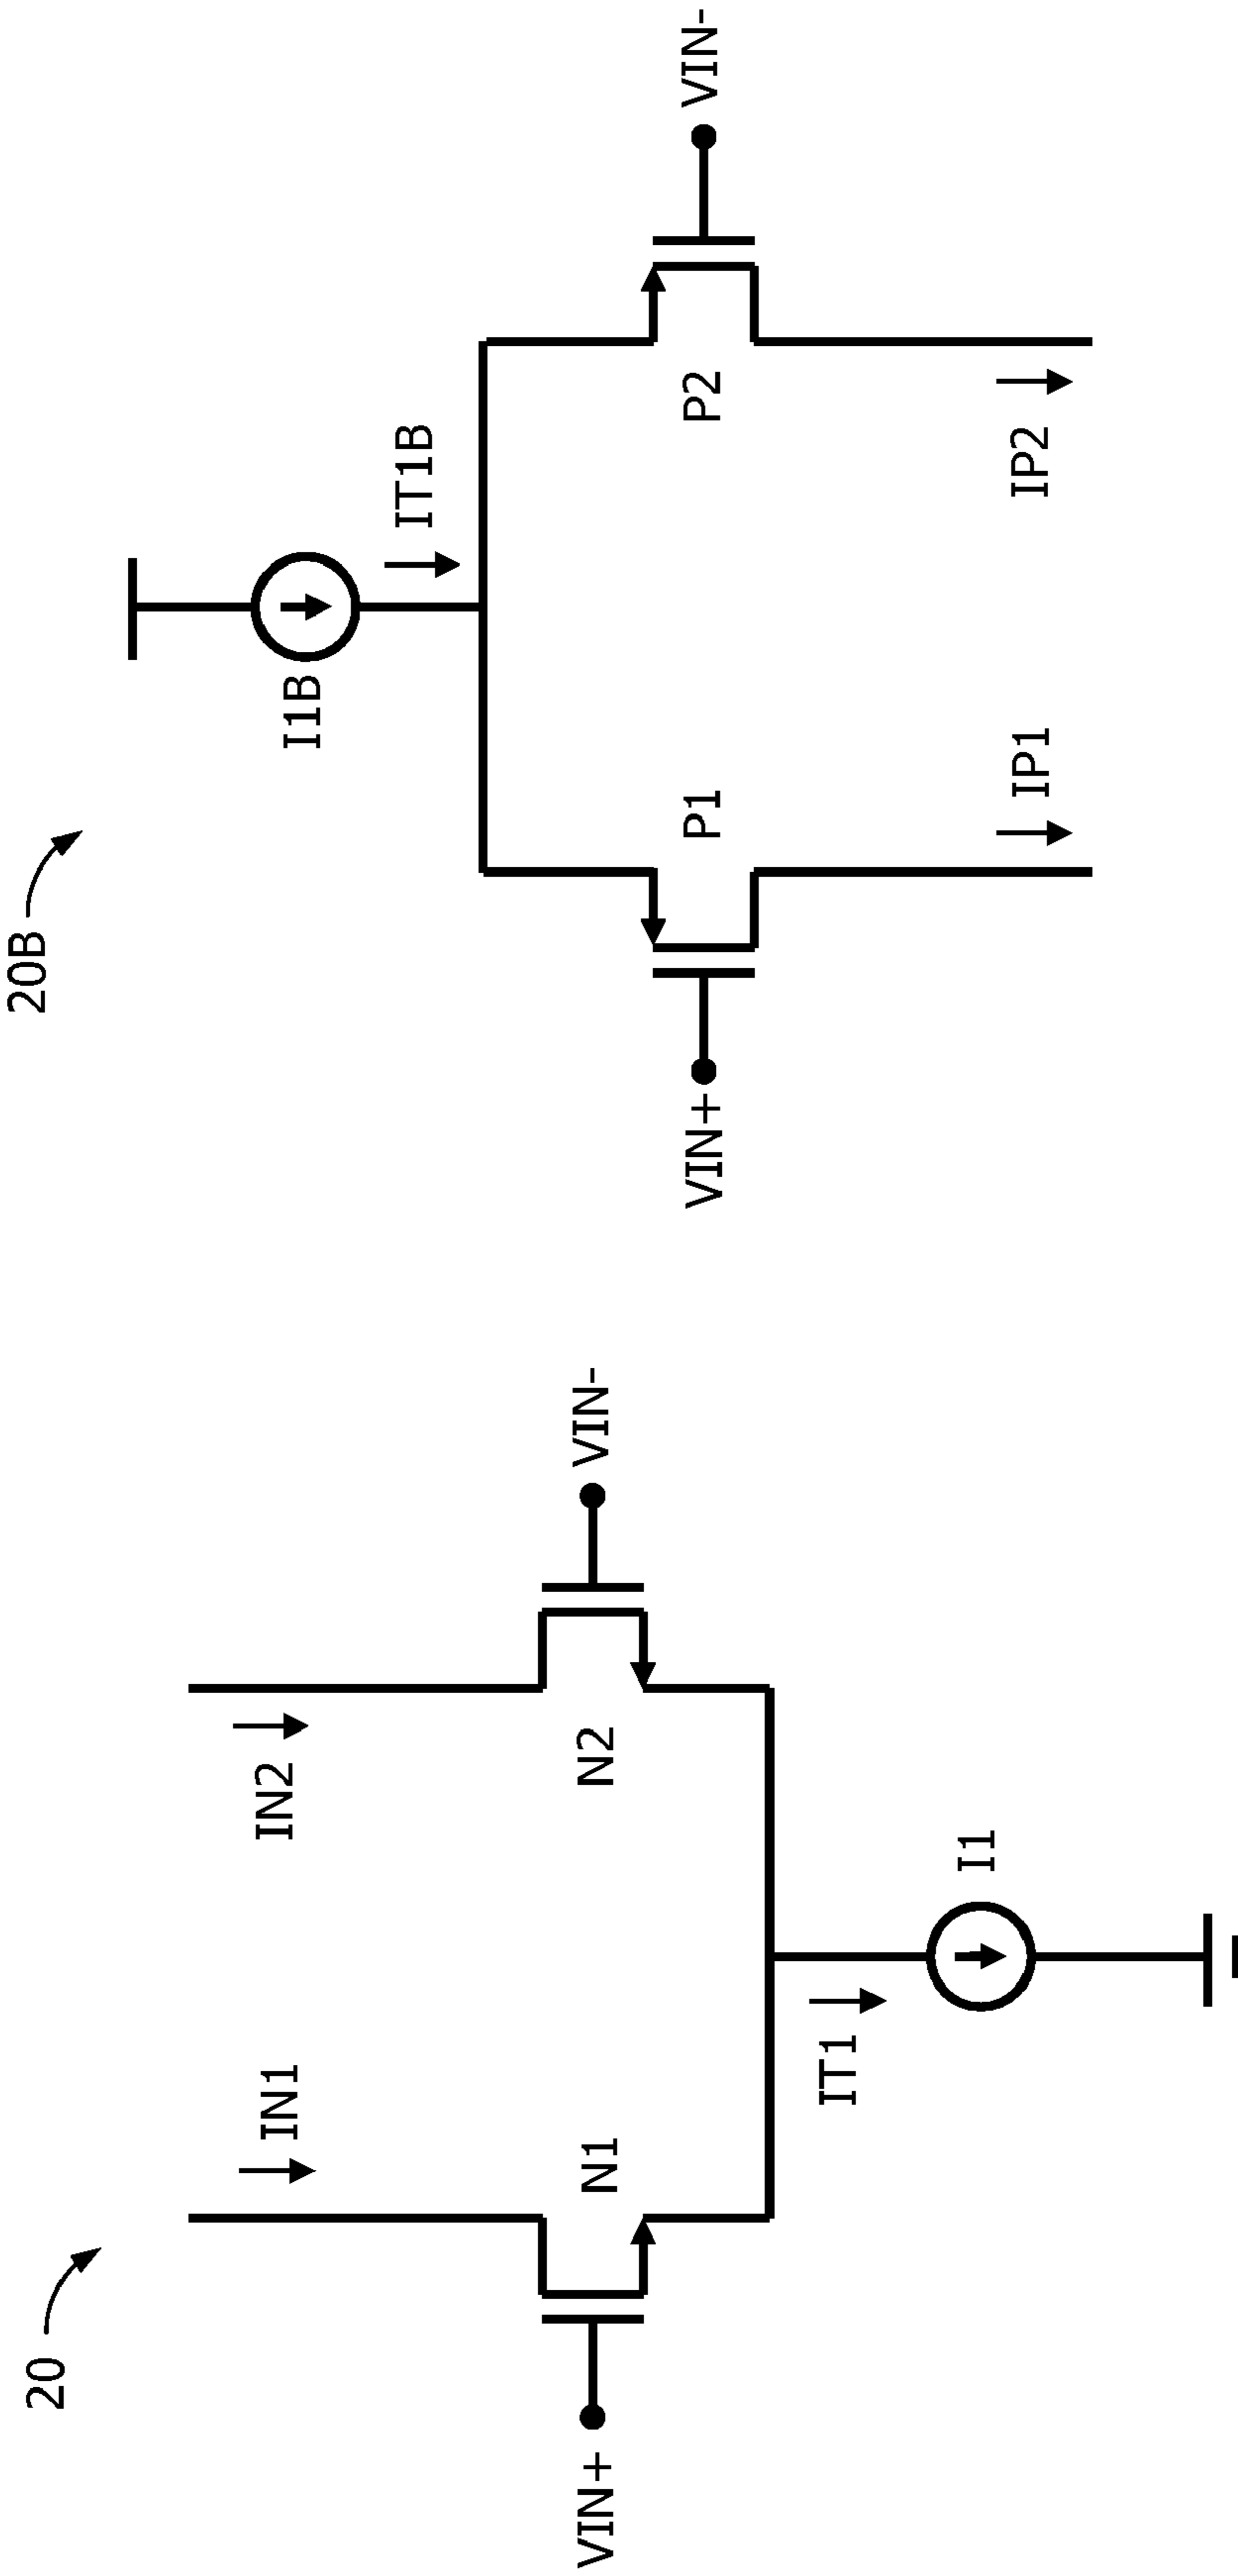 20
IN1
IN2
VIN+
N1
N2
VIN-
IT1
I1
20B
I1B
IT1B
VIN+
P1
P2
VIN-
IP1
IP2